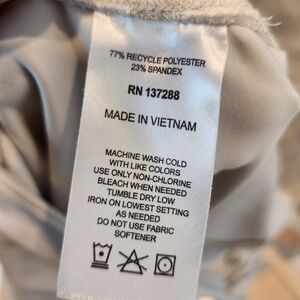 77% RECYCLE POLYESTER
23% SPANDEX
RN 137288
MADE IN VIETNAM
MACHINE WASH COLD
WITH LIKE COLORS
USE ONLY NON-CHLORINE
BLEACH WHEN NEEDED
TUMBLE DRY LOW
IRON ON LOWEST SETTING
AS NEEDED
DO NOT USE FABRIC
SOFTENER